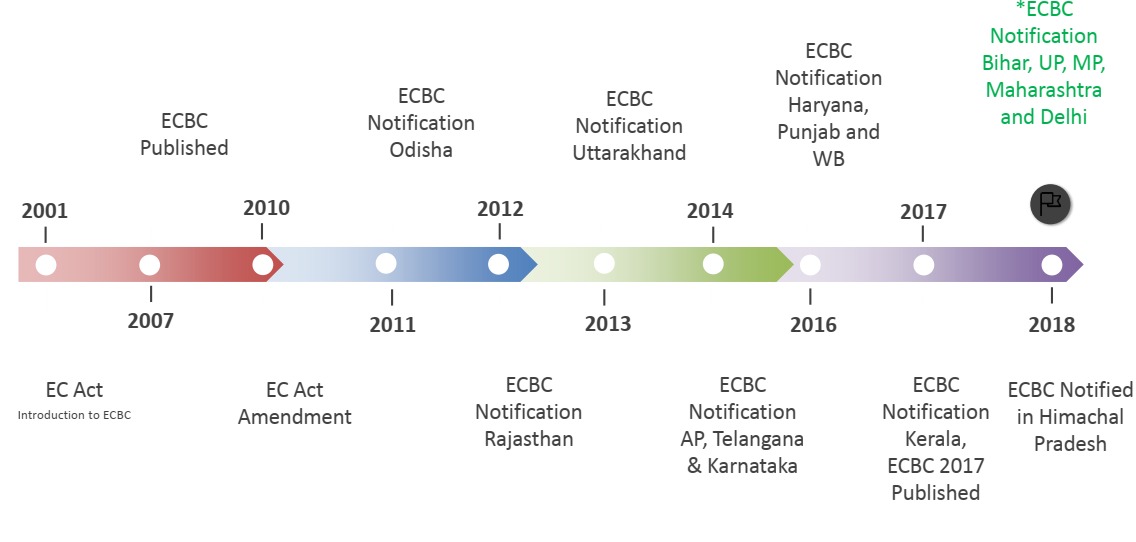 *ECBC
Notification
Bihar, UP, MP,
Maharashtra
and Delhi
ECBC
Notification
Haryana,
Punjab and
WB
ECBC
Notification
Odisha
ECBC
Notification
Uttarakhand
ECBC
Published
2001
2010
2012
2014
2017
2007
2011
2013
2016
2018
EC Act
Introduction to ECBC
EC Act
Amendment
ECBC
Notification
Rajasthan
ECBC
Notification
AP, Telangana
& Karnataka
ECBC
Notification
Kerala,
ECBC 2017
Published
ECBC Notified
in Himachal
Pradesh